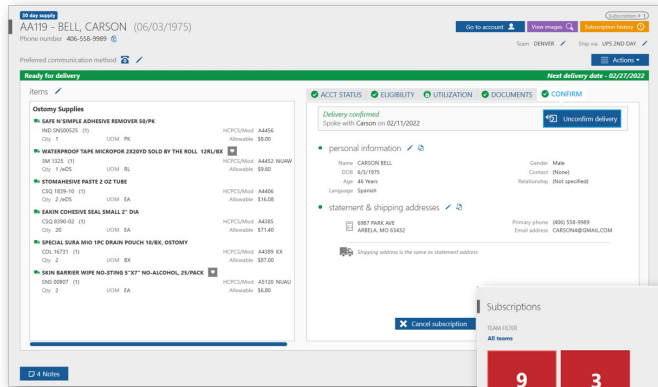 30 day supply
Subscription # 1
AA119 - BELL, CARSON (06/03/1975)
Go to account
View images
Subscription history
Phone number 406-558-9989
Team DENVER
Ship via UPS 2ND DAY
Preferred communication method
Actions
Ready for delivery
Next delivery date - 02/27/2022
items
ACCT STATUS
ELIGIBILITY
UTILIZATION
DOCUMENTS
CONFIRM
Ostomy Supplies
SAFE N'SIMPLE ADHESIVE REMOVER 50/PK
IND SNS00525 (1) HCPCS/Mod A4456
Qty 1 UOM PK Allowable $8.00
WATERPROOF TAPE MICROPOR 2X20YD SOLD BY THE ROLL 12RL/BX
3M 1325 (1) HCPCS/Mod A4452 NUAW
Qty 1 /eDS UOM RL Allowable $9.60
STOMAHESIVE PASTE 2 OZ TUBE
CSQ 1839-10 (1) HCPCS/Mod A4406
Qty 2 /eDS UOM EA Allowable $16.08
EAKIN COHESIVE SEAL SMALL 2" DIA
CSQ 8390-02 (1) HCPCS/Mod A4385
Qty 20 UOM EA Allowable $71.40
SPECIAL SURA MIO 1PC DRAIN POUCH 10/BX, OSTOMY
COL 16731 (1) HCPCS/Mod A4389 KX
Qty 2 UOM BX Allowable $87.00
SKIN BARRIER WIPE NO-STING 5"X7" NO-ALCOHOL, 25/PACK
SNS 00807 (1) HCPCS/Mod A5120 NUAU
Qty 2 UOM EA Allowable $6.80
Delivery confirmed
Spoke with Carson on 02/11/2022
Unconfirm delivery
personal information
Name CARSON BELL
Gender Male
DOB 6/3/1975
Contact (None)
Age 46 Years
Relationship (Not specified)
Language Spanish
statement & shipping addresses
6987 PARK AVE
ARBELA, MO 63432
Primary phone (406) 558-9989
Email address CARSON4@GMAIL.COM
Shipping address is the same as statement address
Cancel subscription
4 Notes
Subscriptions
TEAM FILTER
All teams
9
3